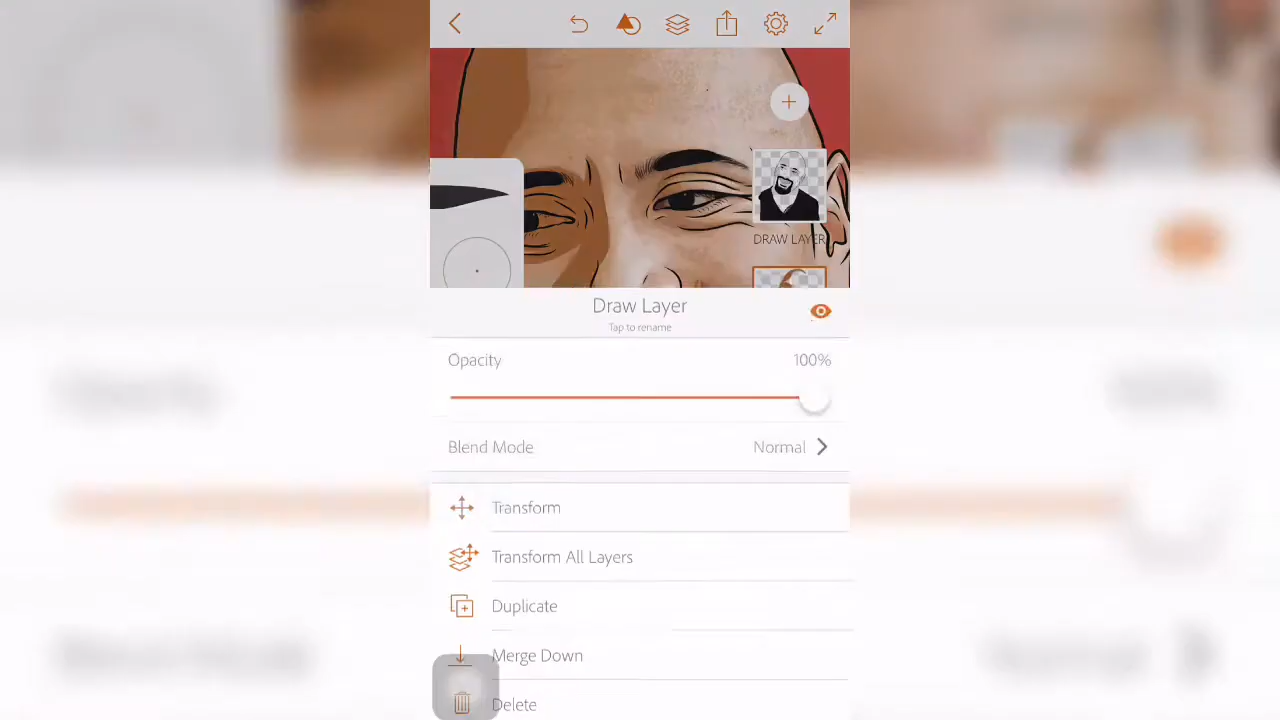 DRAW LAYER
Draw Layer
Tap to rename
Opacity 100%
Blend Mode Normal
Transform
Transform All Layers
Duplicate
Merge Down
Delete